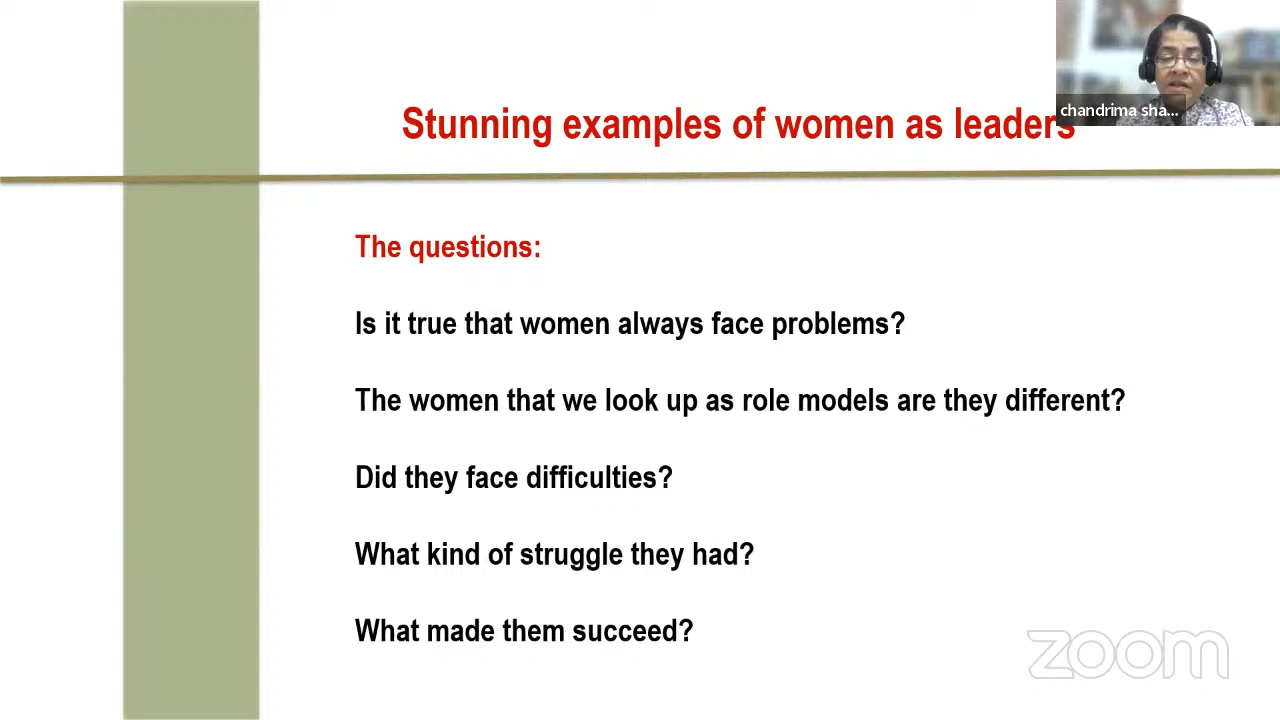 Stunning examples of women as leaders
chandrima sha...
The questions:
Is it true that women always face problems?
The women that we look up as role models are they different?
Did they face difficulties?
What kind of struggle they had?
What made them succeed?
zoom